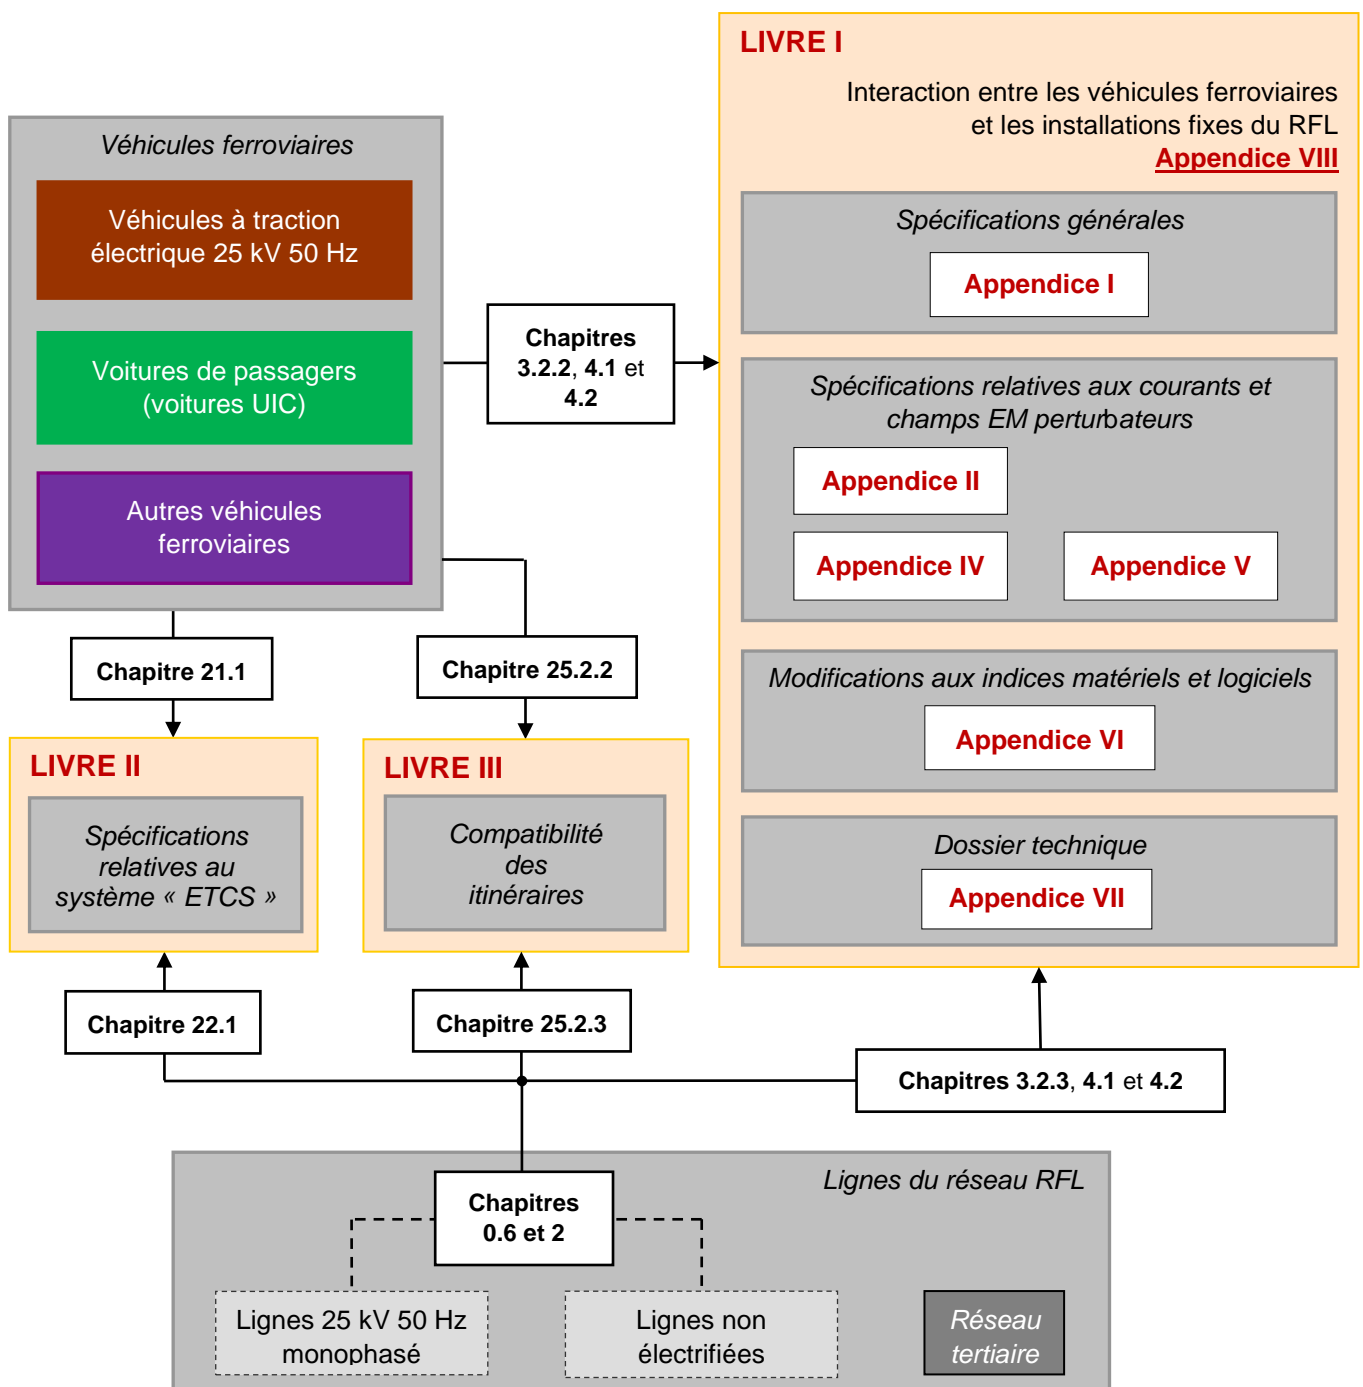 LIVRE I
Interaction entre les véhicules ferroviaires
et les installations fixes du RFL
Appendice VIII
Véhicules ferroviaires
Véhicules à traction
électrique 25 kV 50 Hz
Voitures de passagers
(voitures UIC)
Autres véhicules
ferroviaires
Chapitres
3.2.2, 4.1 et
4.2
Spécifications générales
Appendice I
Spécifications relatives aux courants et
champs EM perturbateurs
Appendice II
Appendice IV
Appendice V
Modifications aux indices matériels et logiciels
Appendice VI
Dossier technique
Appendice VII
Chapitre 21.1
Chapitre 25.2.2
LIVRE II
Spécifications
relatives au
système « ETCS »
LIVRE III
Compatibilité
des
itinéraires
Chapitre 22.1
Chapitre 25.2.3
Chapitres 3.2.3, 4.1 et 4.2
Lignes du réseau RFL
Chapitres
0.6 et 2
Lignes 25 kV 50 Hz
monophasé
Lignes non
électrifiées
Réseau
tertiaire